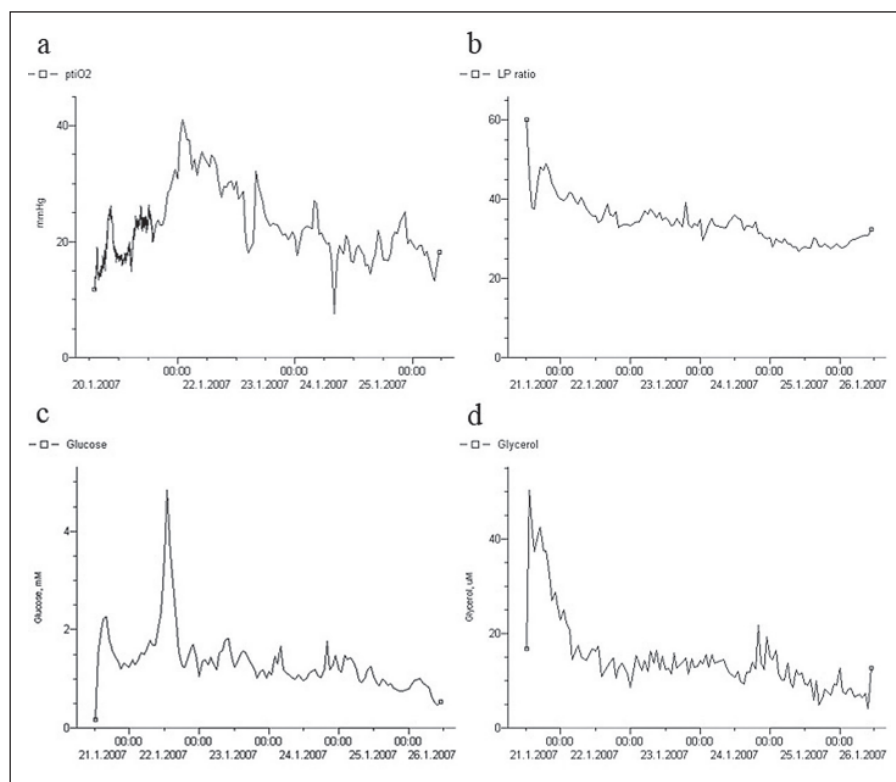 a
ptiO2
mmHg
40
20
0
00:00 00:00 00:00
20.1.2007 22.1.2007 23.1.2007 24.1.2007 25.1.2007
b
LP ratio
60
40
20
0
00:00 00:00 00:00 00:00 00:00
21.1.2007 22.1.2007 23.1.2007 24.1.2007 25.1.2007 26.1.2007
c
Glucose
Glucose, mM
4
2
0
00:00 00:00 00:00 00:00 00:00
21.1.2007 22.1.2007 23.1.2007 24.1.2007 25.1.2007 26.1.2007
d
Glycerol
Glycerol, uM
40
20
0
00:00 00:00 00:00 00:00 00:00
21.1.2007 22.1.2007 23.1.2007 24.1.2007 25.1.2007 26.1.2007